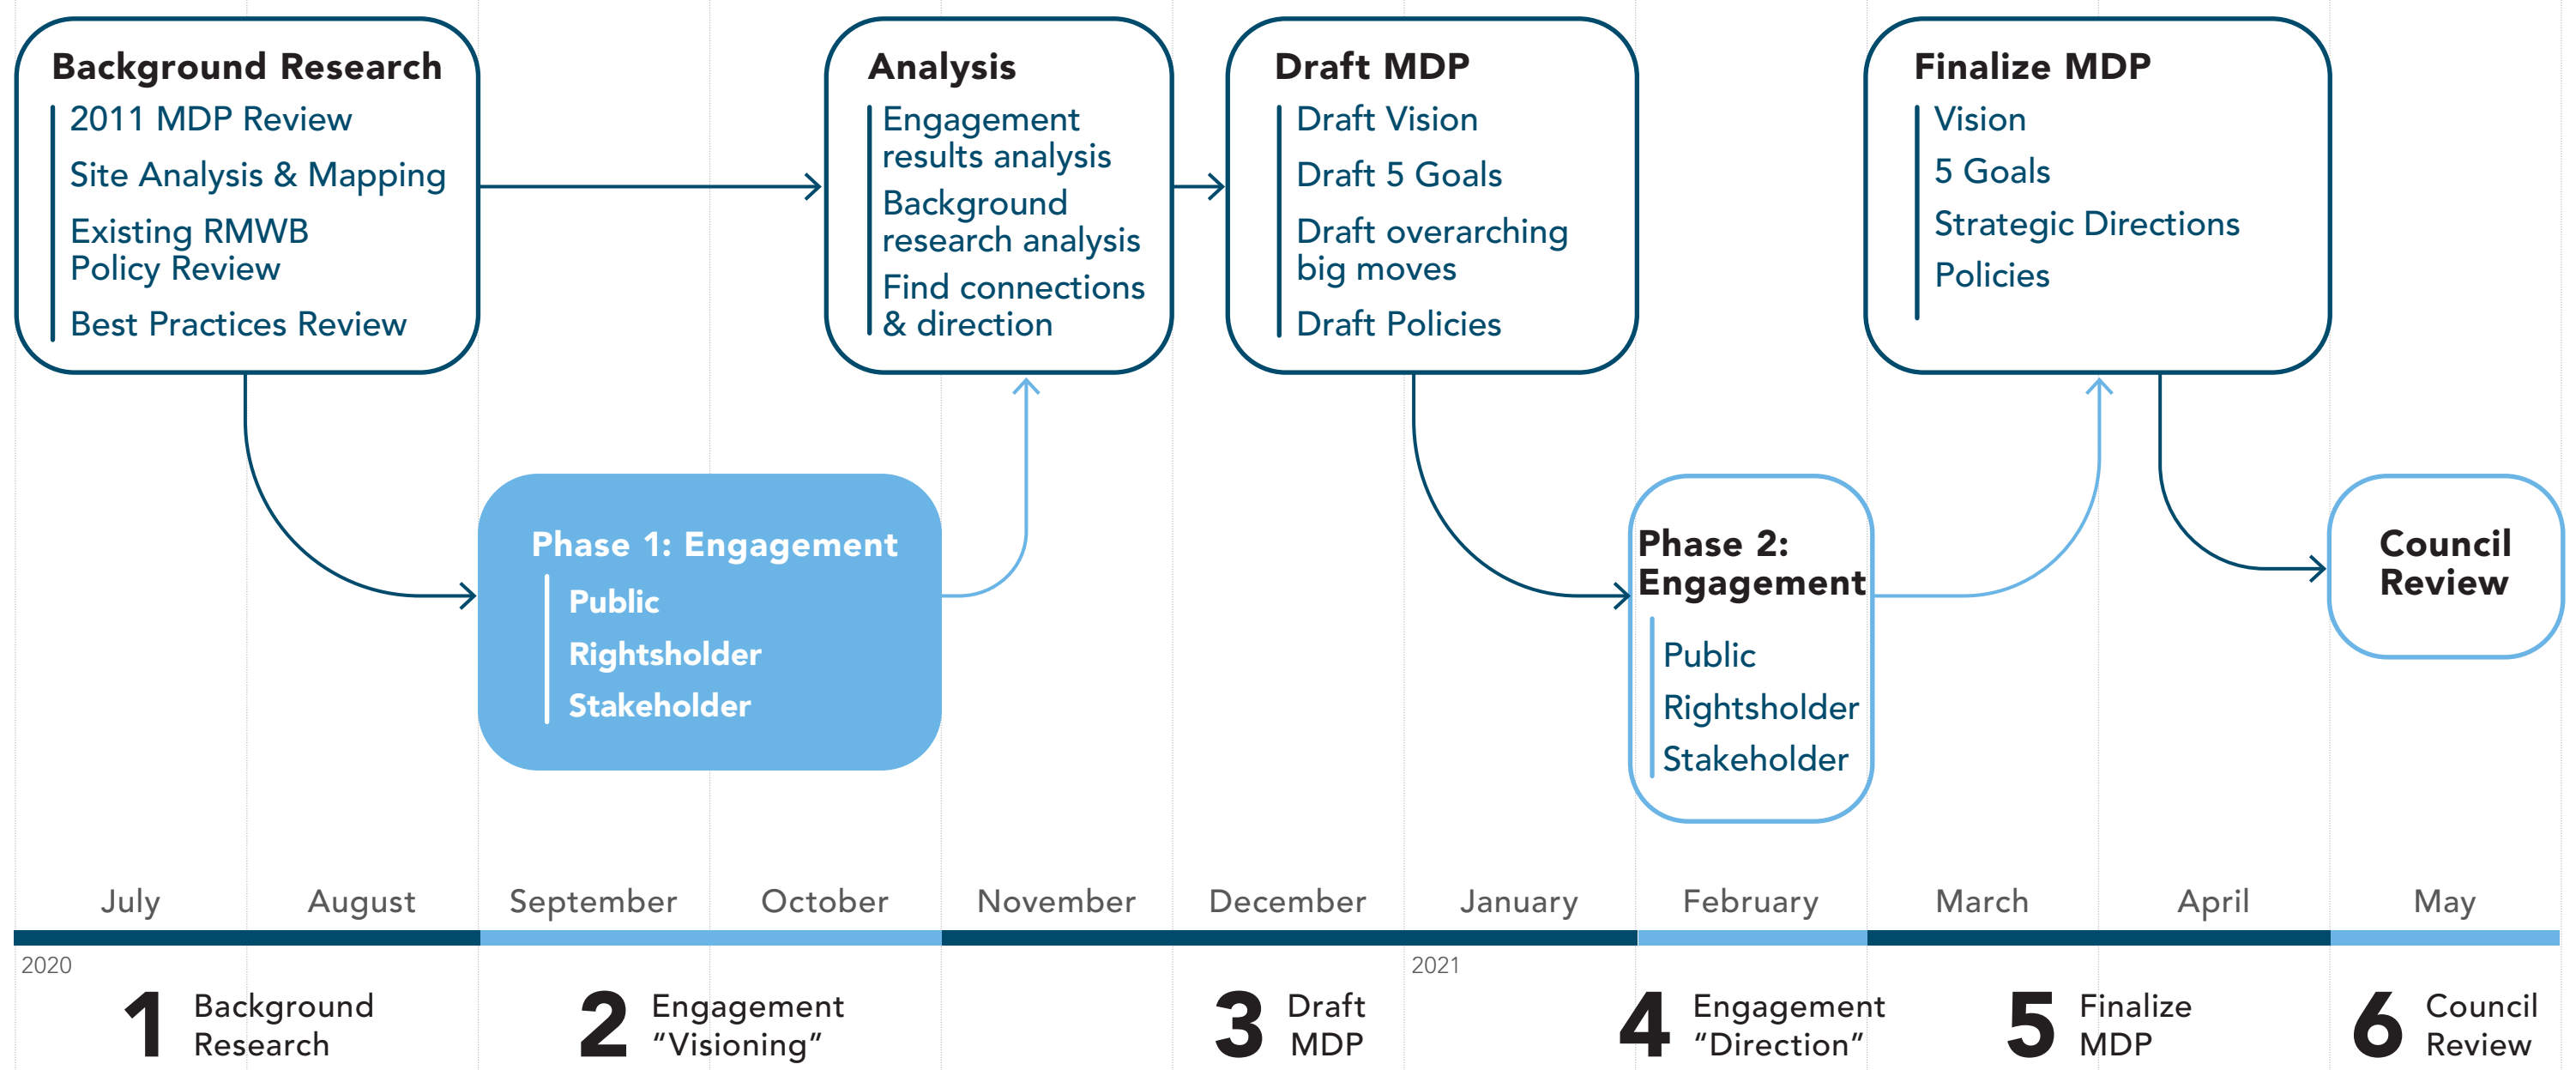 Background Research
2011 MDP Review
Site Analysis & Mapping
Existing RMWB
Policy Review
Best Practices Review
Analysis
Engagement
results analysis
Background
research analysis
Find connections
& direction
Draft MDP
Draft Vision
Draft 5 Goals
Draft overarching
big moves
Draft Policies
Finalize MDP
Vision
5 Goals
Strategic Directions
Policies
Phase 1: Engagement
Public
Rightsholder
Stakeholder
Phase 2:
Engagement
Public
Rightsholder
Stakeholder
Council
Review
July August September October November December January February March April May
2020 2021
1 Background
Research
2 Engagement
“Visioning”
3 Draft
MDP
4 Engagement
“Direction”
5 Finalize
MDP
6 Council
Review